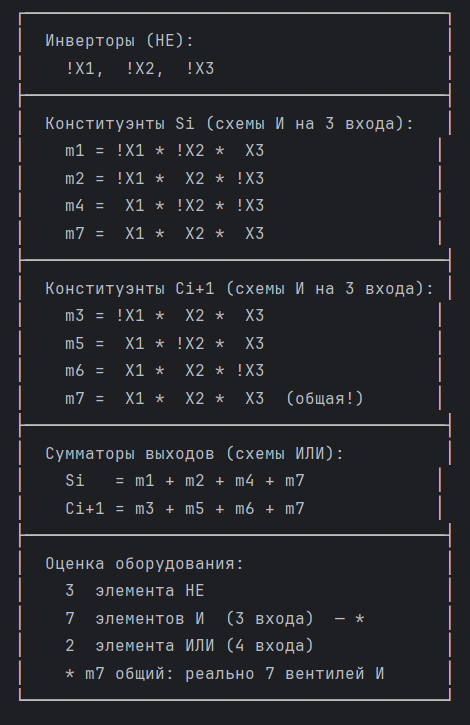 Инверторы (НЕ):
!X1, !X2, !X3
Конституэнты Si (схемы И на 3 входа):
m1 = !X1 * !X2 *  X3
m2 = !X1 *  X2 * !X3
m4 =  X1 * !X2 * !X3
m7 =  X1 *  X2 *  X3
Конституэнты Ci+1 (схемы И на 3 входа):
m3 = !X1 *  X2 *  X3
m5 =  X1 * !X2 *  X3
m6 =  X1 *  X2 * !X3
m7 =  X1 *  X2 *  X3  (общая!)
Сумматоры выходов (схемы ИЛИ):
Si   = m1 + m2 + m4 + m7
Ci+1 = m3 + m5 + m6 + m7
Оценка оборудования:
3  элемента НЕ
7  элементов И  (3 входа)  — *
2  элемента ИЛИ (4 входа)
* m7 общий: реально 7 вентилей И